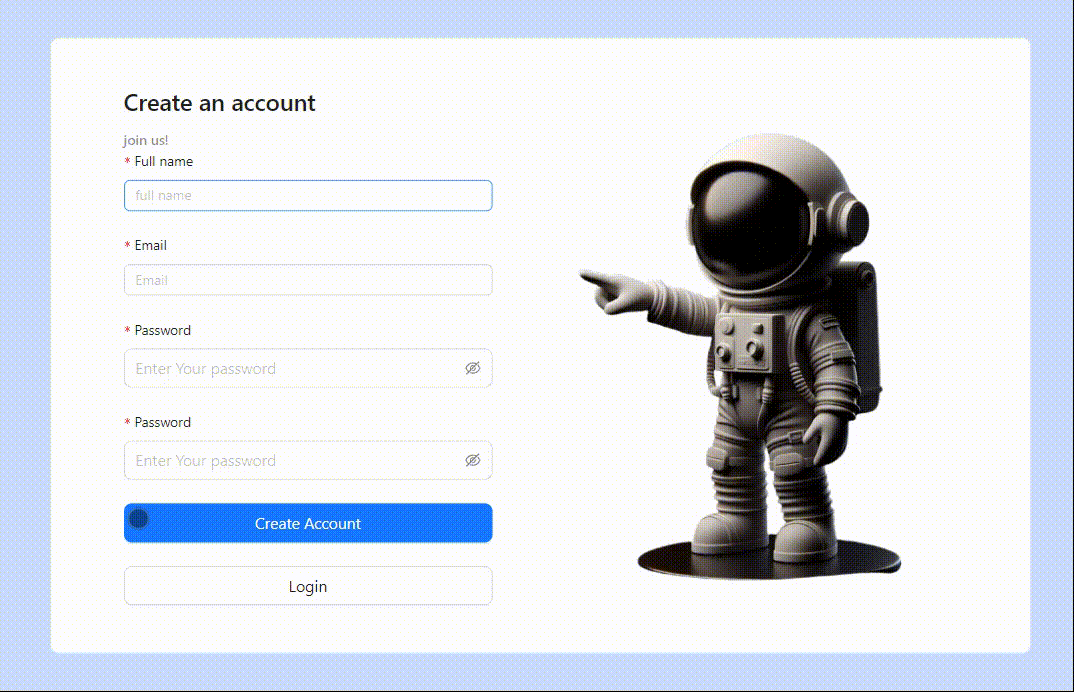 Create an account
join us!
* Full name
full name
* Email
Email
* Password
Enter Your password
* Password
Enter Your password
Create Account
Login